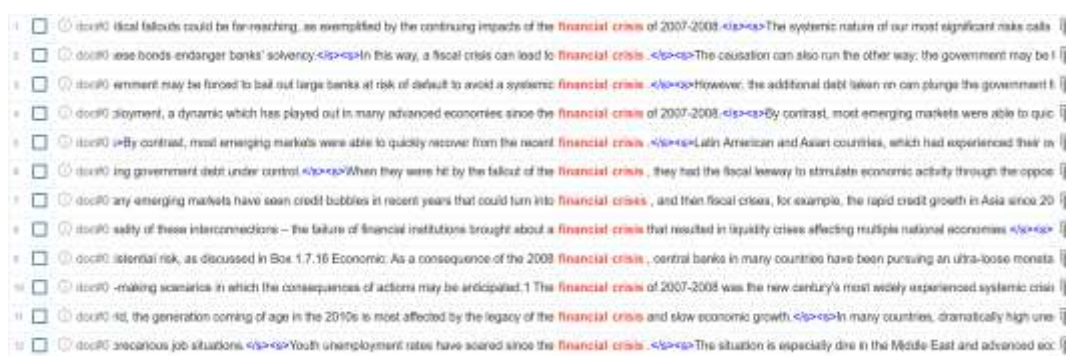 1 doc#0 itical fallouts could be far-reaching, as exemplified by the continuing impacts of the financial crisis of 2007-2008.</s><s>The systemic nature of our most significant risks calls
2 doc#0 ese bonds endanger banks' solvency.</s><s>In this way, a fiscal crisis can lead to financial crisis .</s><s>The causation can also run the other way: the government may be f
3 doc#0 ernment may be forced to bail out large banks at risk of default to avoid a systemic financial crisis .</s><s>However, the additional debt taken on can plunge the government f
4 doc#0 ployment, a dynamic which has played out in many advanced economies since the financial crisis of 2007-2008.</s><s>By contrast, most emerging markets were able to quic
5 doc#0 s>By contrast, most emerging markets were able to quickly recover from the recent financial crisis .</s><s>Latin American and Asian countries, which had experienced their ow
6 doc#0 ing government debt under control.</s><s>When they were hit by the fallout of the financial crisis , they had the fiscal leeway to stimulate economic activity through the oppos
7 doc#0 any emerging markets have seen credit bubbles in recent years that could turn into financial crises , and then fiscal crises, for example, the rapid credit growth in Asia since 20
8 doc#0 sality of these interconnections – the failure of financial institutions brought about a financial crisis that resulted in liquidity crises affecting multiple national economies </s><s>
9 doc#0 istential risk, as discussed in Box 1.7.16 Economic: As a consequence of the 2008 financial crisis , central banks in many countries have been pursuing an ultra-loose moneta
10 doc#0 -making scenarios in which the consequences of actions may be anticipated.1 The financial crisis of 2007-2008 was the new century's most widely experienced systemic crisi
11 doc#0 rld, the generation coming of age in the 2010s is most affected by the legacy of the financial crisis and slow economic growth.</s><s>In many countries, dramatically high une
12 doc#0 precarious job situations.</s><s>Youth unemployment rates have soared since the financial crisis .</s><s>The situation is especially dire in the Middle East and advanced ec